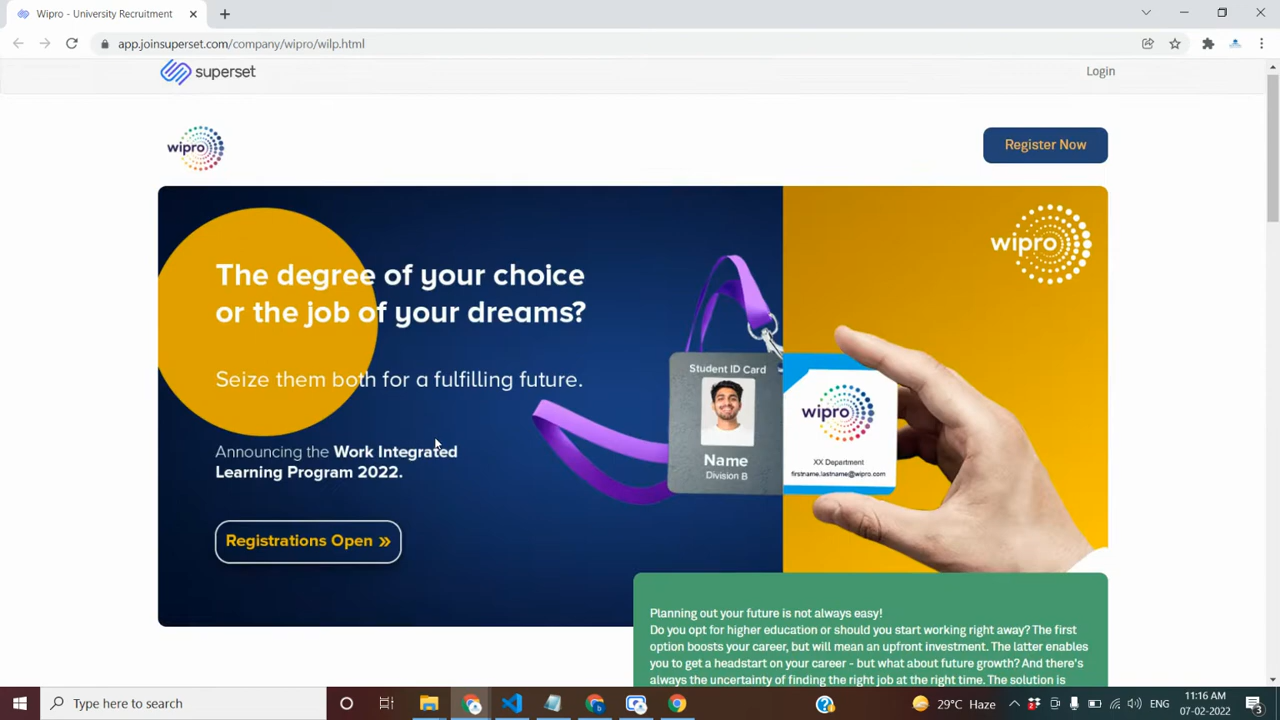 Wipro - University Recruitment
app.joinsuperset.com/company/wipro/wilp.html
superset
Login
wipro
Register Now
wipro
The degree of your choice
or the job of your dreams?
Seize them both for a fulfilling future.
Announcing the Work Integrated
Learning Program 2022.
Registrations Open »
Student ID Card
Name
Division B
wipro
XX Department
firstname.lastname@wipro.com
Planning out your future is not always easy!
Do you opt for higher education or should you start working right away? The first
option boosts your career, but will mean an upfront investment. The latter enables
you to get a headstart on your career - but what about future growth? And there's
always the uncertainty of finding the right job at the right time. The solution is
Type here to search
29°C Haze
ENG
11:16 AM
07-02-2022
3